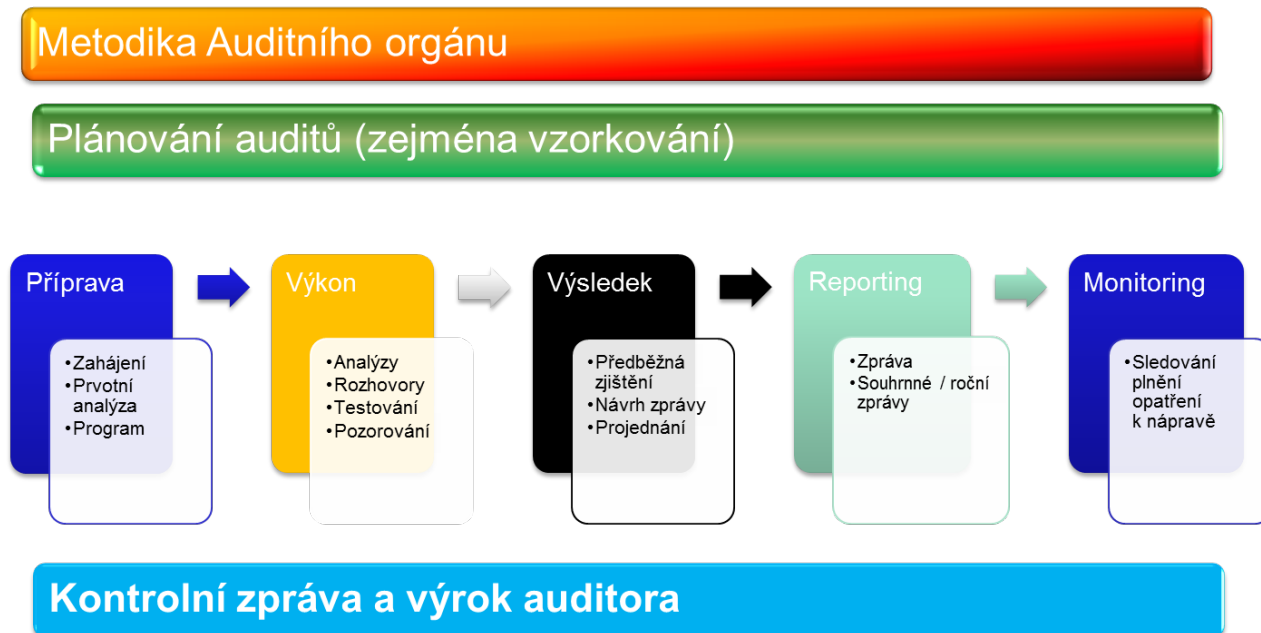 Metodika Auditního orgánu
Plánování auditů (zejména vzorkování)
Příprava
•Zahájení
•Prvotní
analýza
•Program
Výkon
•Analýzy
•Rozhovory
•Testování
•Pozorování
Výsledek
•Předběžná
zjištění
•Návrh zprávy
•Projednání
Reporting
•Zpráva
•Souhrnné / roční
zprávy
Monitoring
•Sledování
plnění
opatření
k nápravě
Kontrolní zpráva a výrok auditora